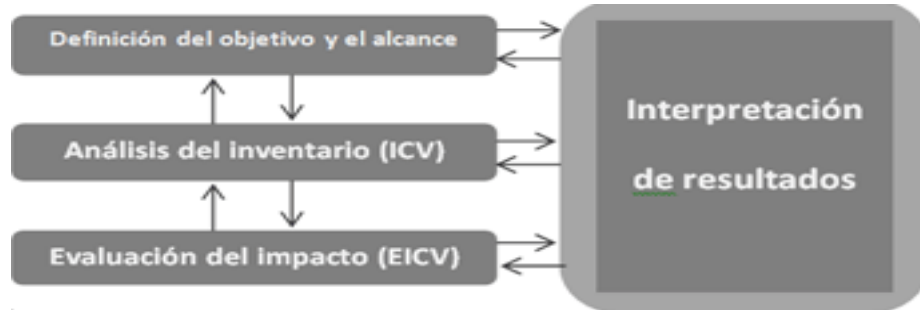 Definición del objetivo y el alcance
Análisis del inventario (ICV)
Evaluación del impacto (EICV)
Interpretación
de resultados